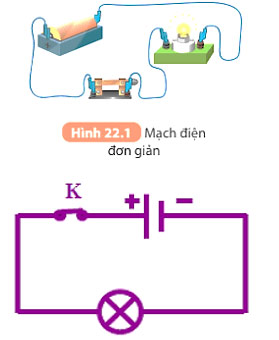 Hình 22.1 Mạch điện
đơn giản
K
+ −